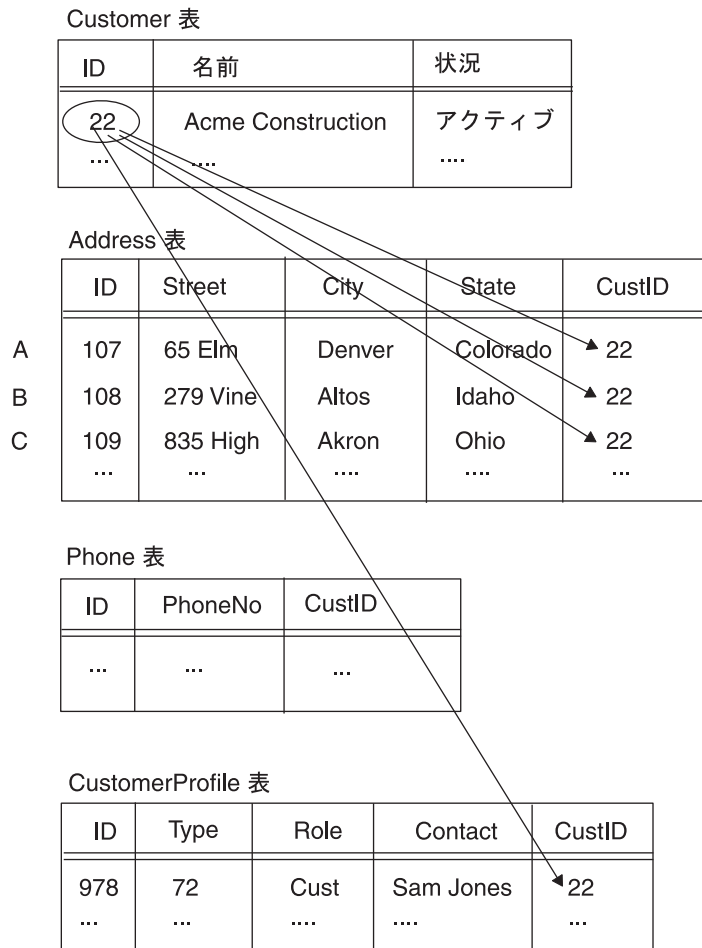 Customer 表
ID 名前 状況
22 Acme Construction アクティブ
... .... ....
Address 表
ID Street City State CustID
A 107 65 Elm Denver Colorado 22
B 108 279 Vine Altos Idaho 22
C 109 835 High Akron Ohio 22
... ... .... .... ...
Phone 表
ID PhoneNo CustID
... ... ...
CustomerProfile 表
ID Type Role Contact CustID
978 72 Cust Sam Jones 22
... ... .... .... ...